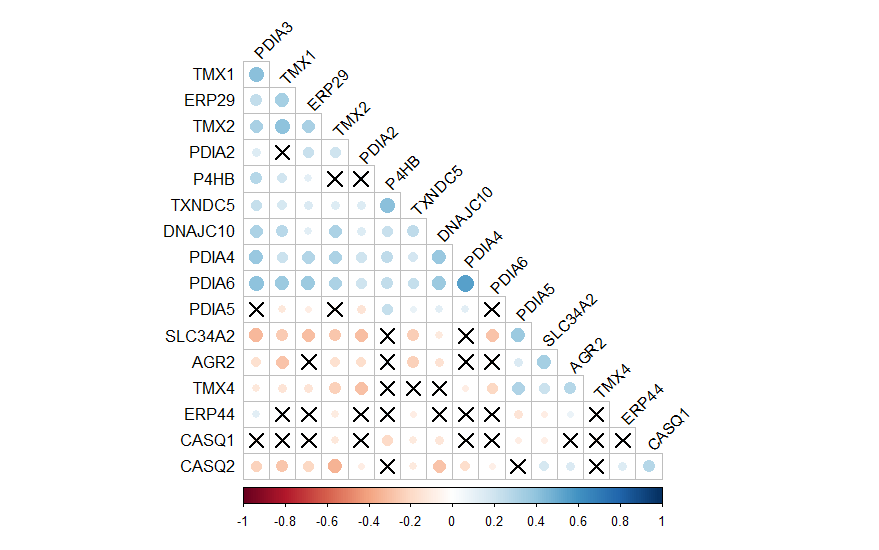 PDIA3
TMX1 TMX1
ERP29 ERP29
TMX2 TMX2
PDIA2 PDIA2
P4HB P4HB
TXNDC5 TXNDC5
DNAJC10 DNAJC10
PDIA4 PDIA4
PDIA6 PDIA6
PDIA5 PDIA5
SLC34A2 SLC34A2
AGR2 AGR2
TMX4 TMX4
ERP44 ERP44
CASQ1 CASQ1
CASQ2
-1 -0.8 -0.6 -0.4 -0.2 0 0.2 0.4 0.6 0.8 1